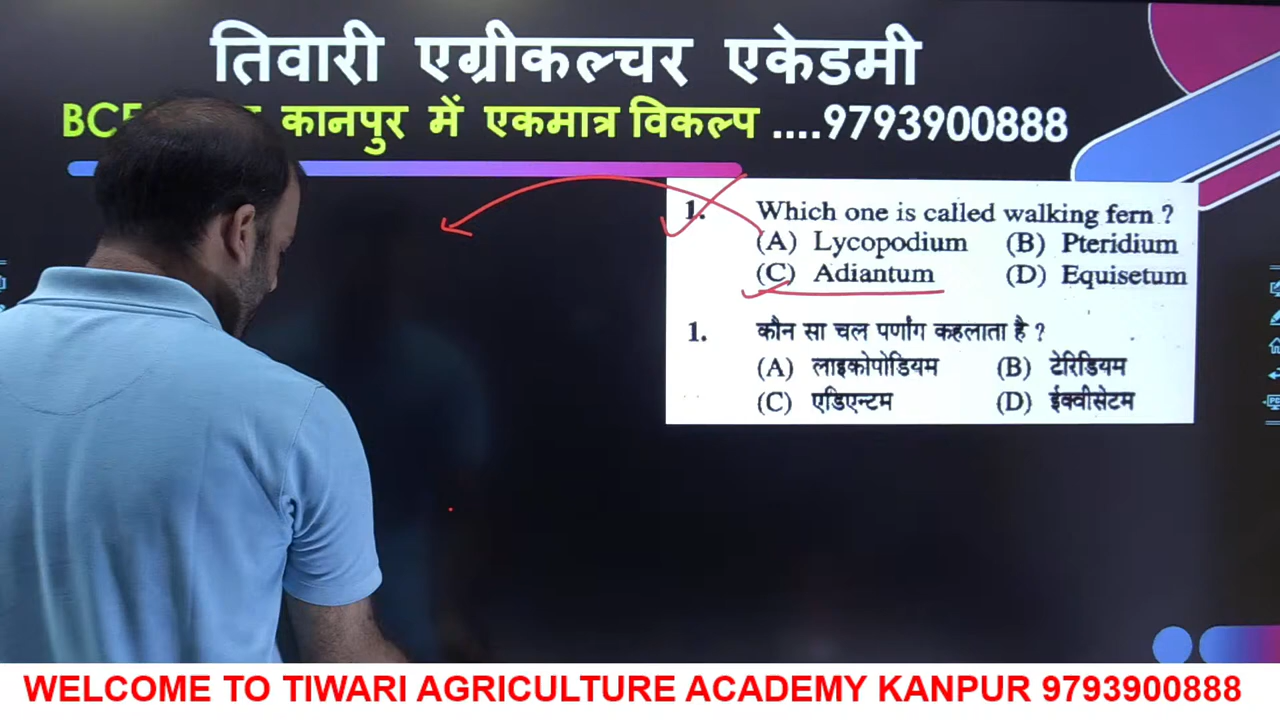 तिवारी एग्रीकल्चर एकेडमी
कानपुर में एकमात्र विकल्प ....9793900888
1. Which one is called walking fern ?
(A) Lycopodium (B) Pteridium
(C) Adiantum (D) Equisetum
1. कौन सा चल पर्णांग कहलाता है ?
(A) लाइकोपोडियम (B) टेरिडियम
(C) एडिएन्टम (D) ईक्वीसेटम
WELCOME TO TIWARI AGRICULTURE ACADEMY KANPUR 9793900888